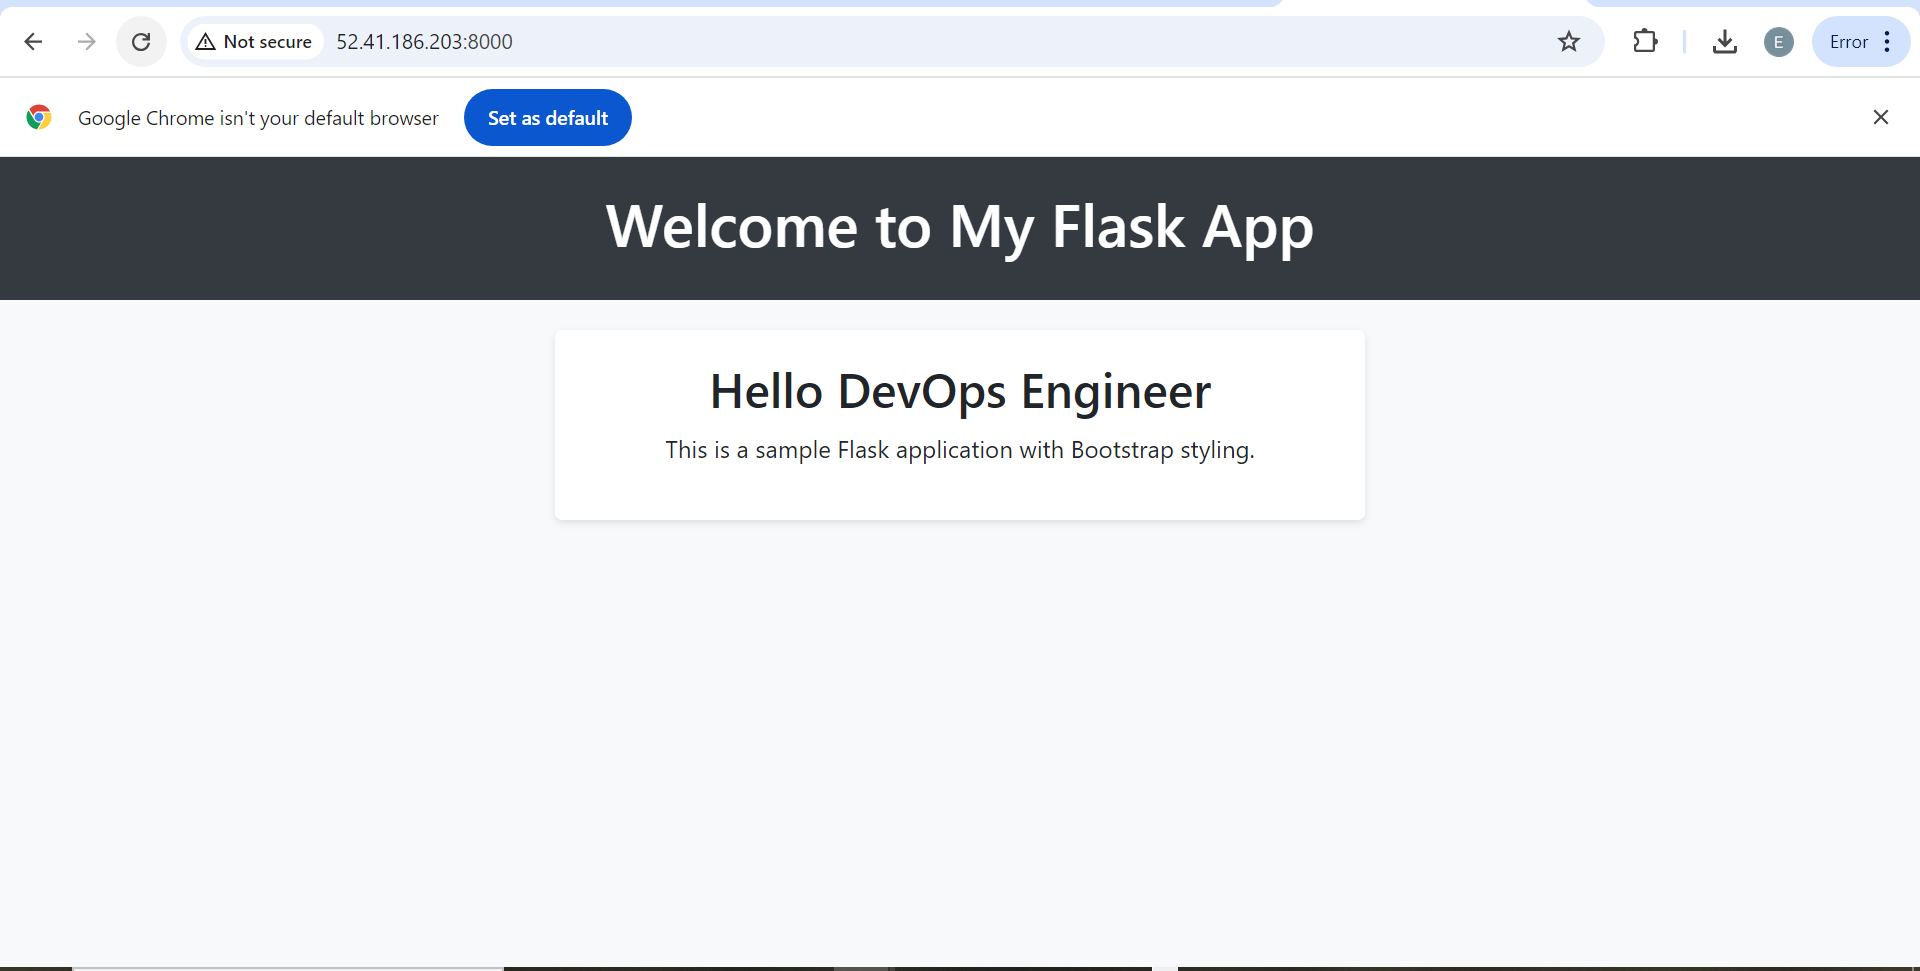 Not secure 52.41.186.203:8000 E Error
Google Chrome isn't your default browser Set as default
Welcome to My Flask App
Hello DevOps Engineer
This is a sample Flask application with Bootstrap styling.